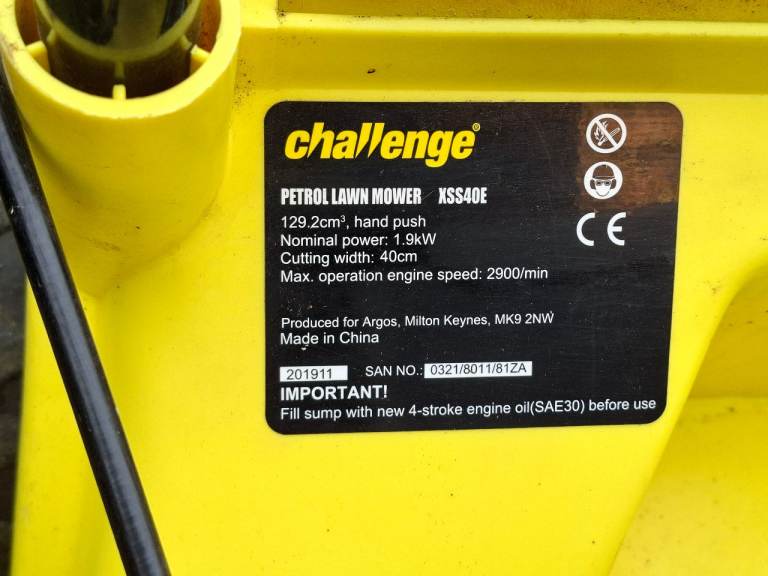 challenge®
PETROL LAWN MOWER XSS40E
129.2cm³, hand push
Nominal power: 1.9kW
Cutting width: 40cm
Max. operation engine speed: 2900/min
CE
Produced for Argos, Milton Keynes, MK9 2NW
Made in China
201911 SAN NO.: 0321/8011/81ZA
IMPORTANT!
Fill sump with new 4-stroke engine oil(SAE30) before use